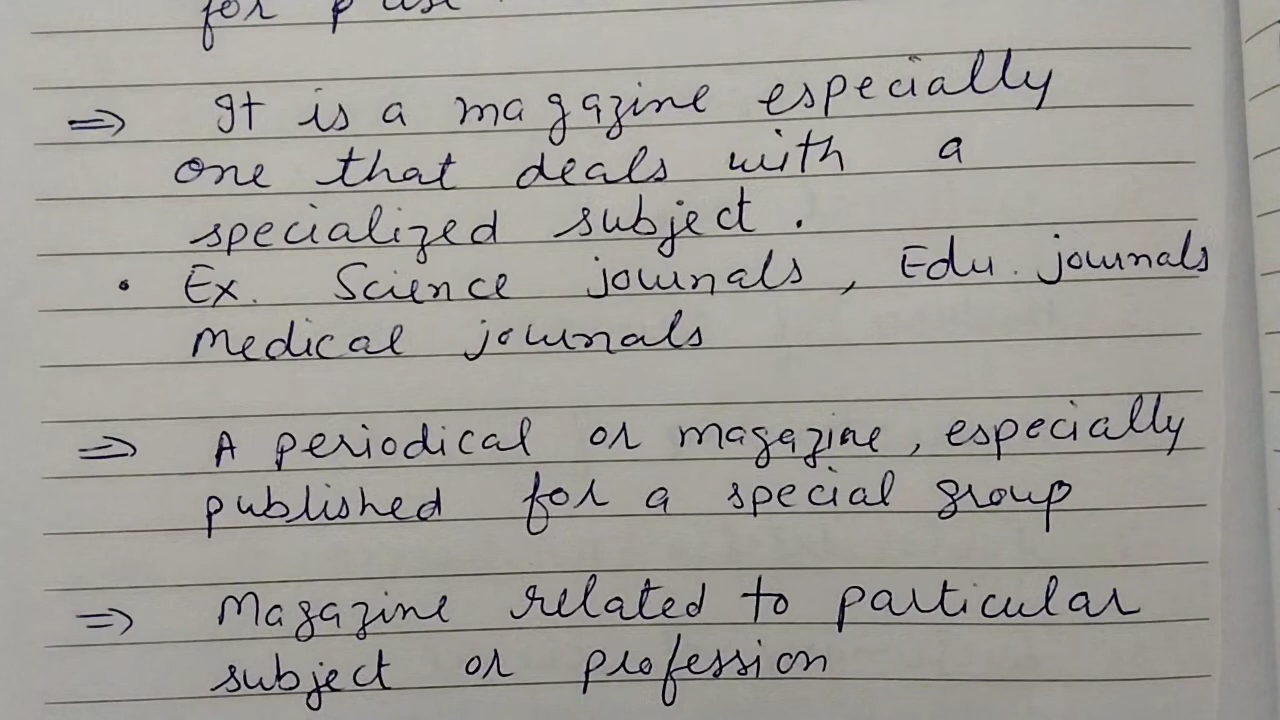 for
⇒ It is a magazine especially
one that deals with a
specialized subject.
• Ex. Science journals, Edu. journals
Medical journals
⇒ A periodical or magazine, especially
published for a special group
⇒ Magazine related to particular
subject or profession